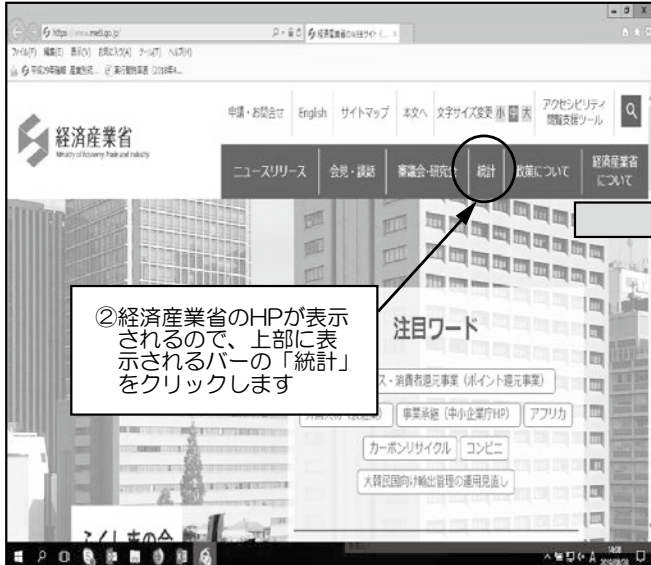 https://www.meti.go.jp/
経済産業省のWEBサイト (...
ファイル(F) 編集(E) 表示(V) お気に入り(A) ツール(T) ヘルプ(H)
申請・お問合せ English サイトマップ 本文へ 文字サイズ変更 小 中 大 アクセシビリティ
閲覧支援ツール
経済産業省
Ministry of Economy, Trade and Industry
ニュースリリース 会見・談話 審議会・研究会 統計 政策について 経済産業省
について
②経済産業省のHPが表示
されるので、上部に表
示されるバーの「統計」
をクリックします
注目ワード
ス・消費者還元事業 (ポイント還元事業)
事業承継 (中小企業庁HP) アフリカ
カーボンリサイクル コンビニ
大韓民国向け輸出管理の運用見直し
ふくしまの今